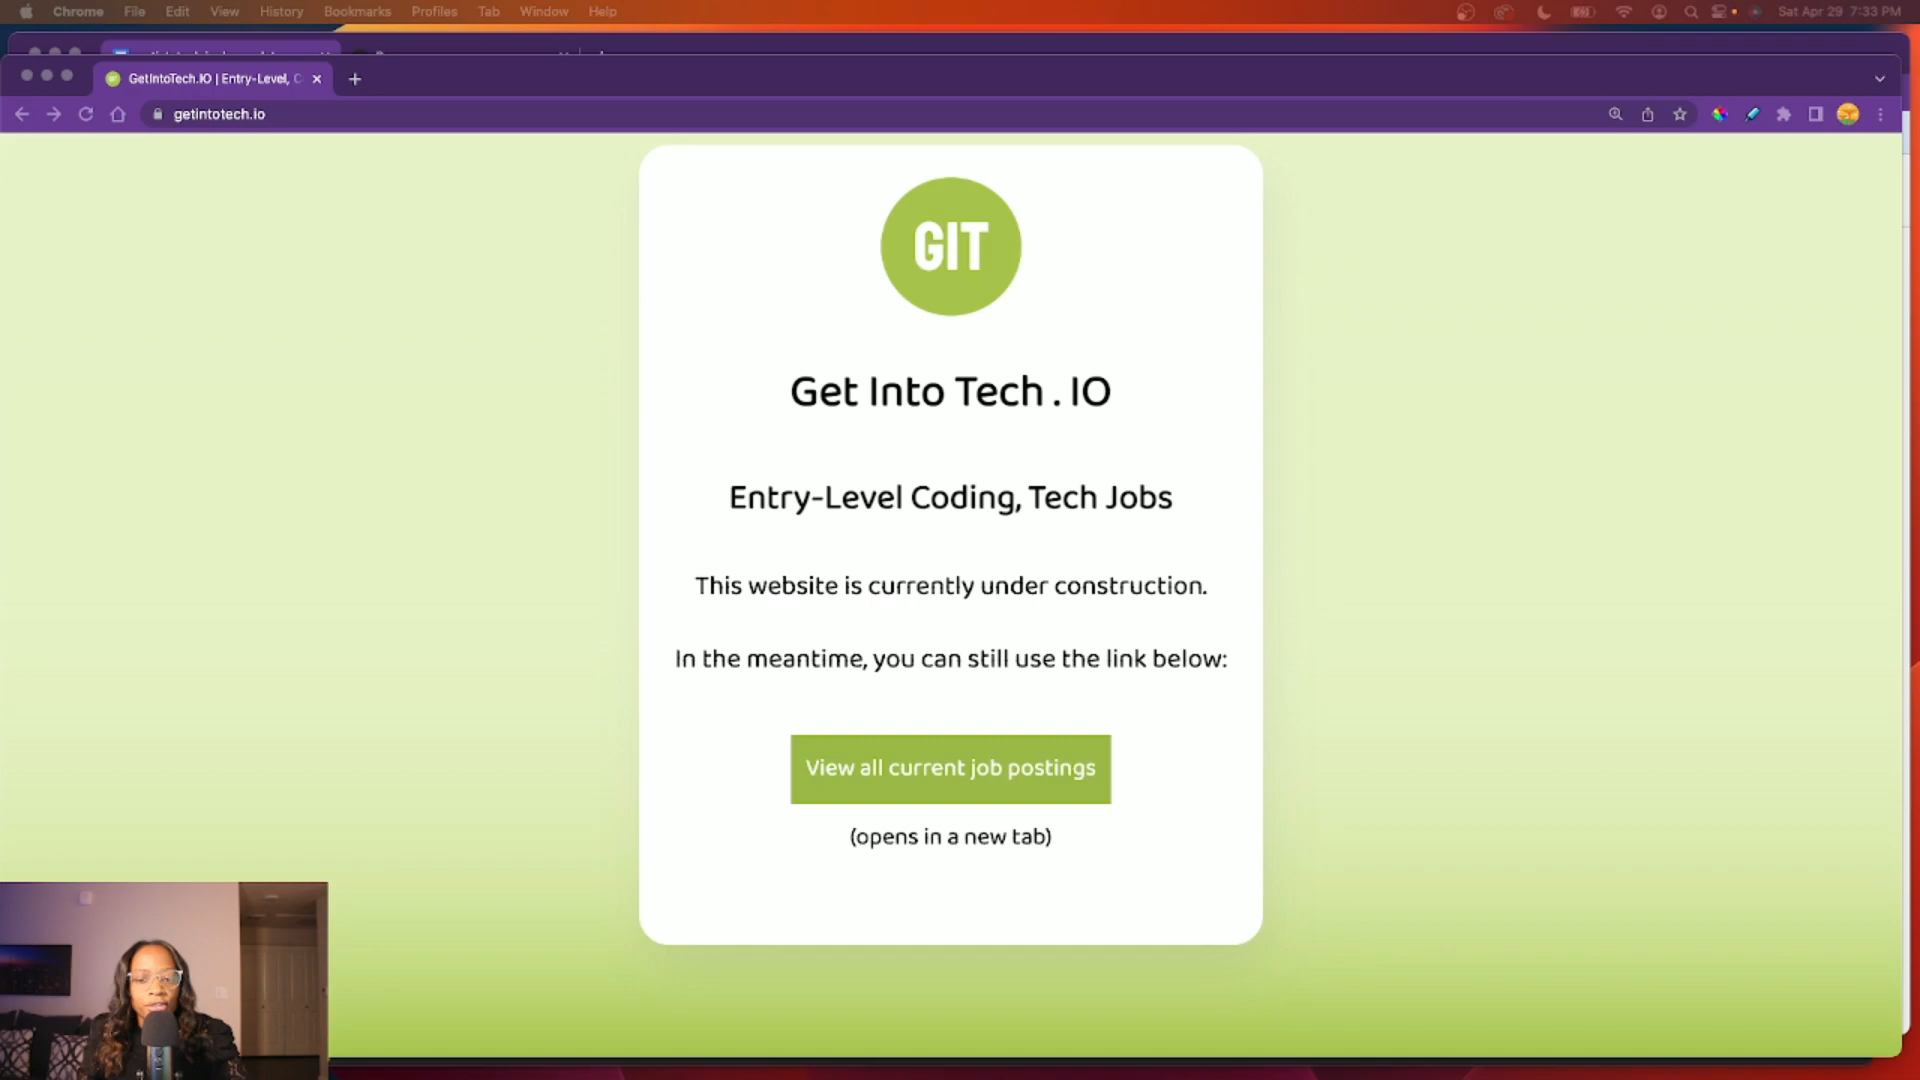 Chrome File Edit View History Bookmarks Profiles Tab Window Help Sat Apr 29 7:33 PM
GetIntoTech.IO | Entry-Level, C
getintotech.io
GIT
Get Into Tech . IO
Entry-Level Coding, Tech Jobs
This website is currently under construction.
In the meantime, you can still use the link below:
View all current job postings
(opens in a new tab)